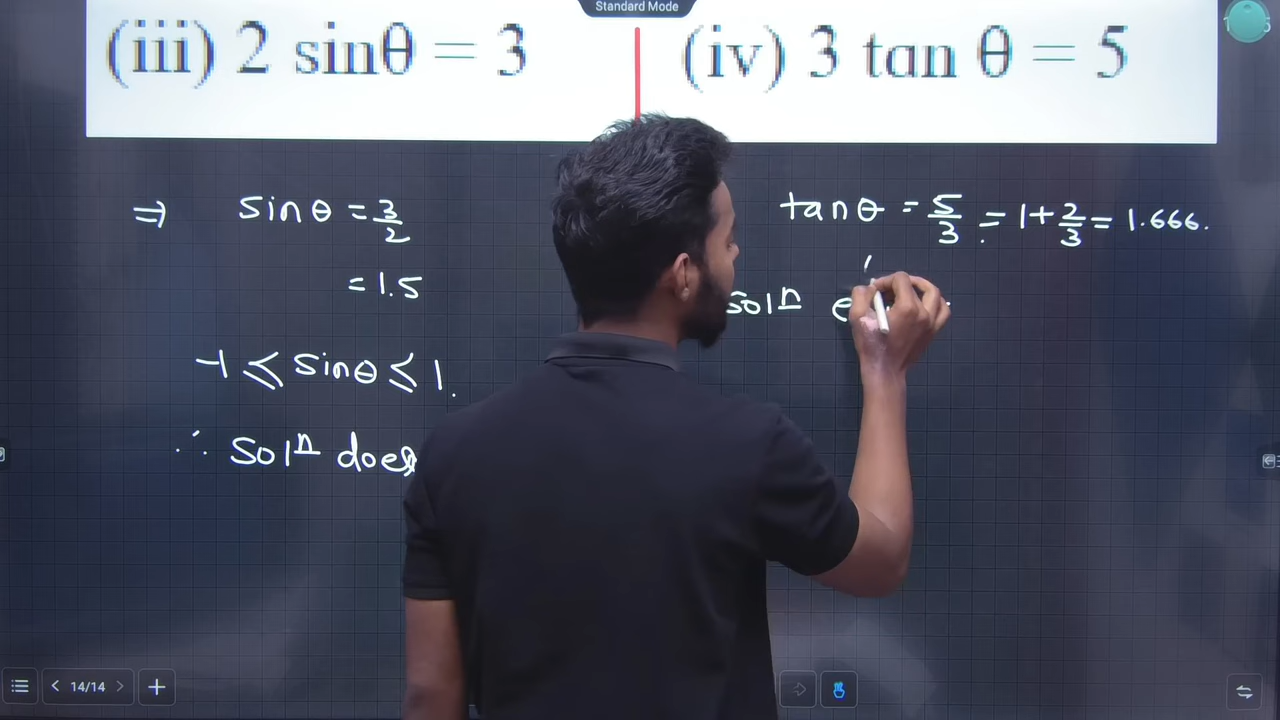 Standard Mode
(iii) 2 sinθ = 3
(iv) 3 tan θ = 5
⇒ sinθ = 3/2
= 1.5
-1 ≤ sinθ ≤ 1.
∴ Solⁿ does
tanθ = 5/3 = 1+2/3 = 1.666.
Solⁿ
14/14